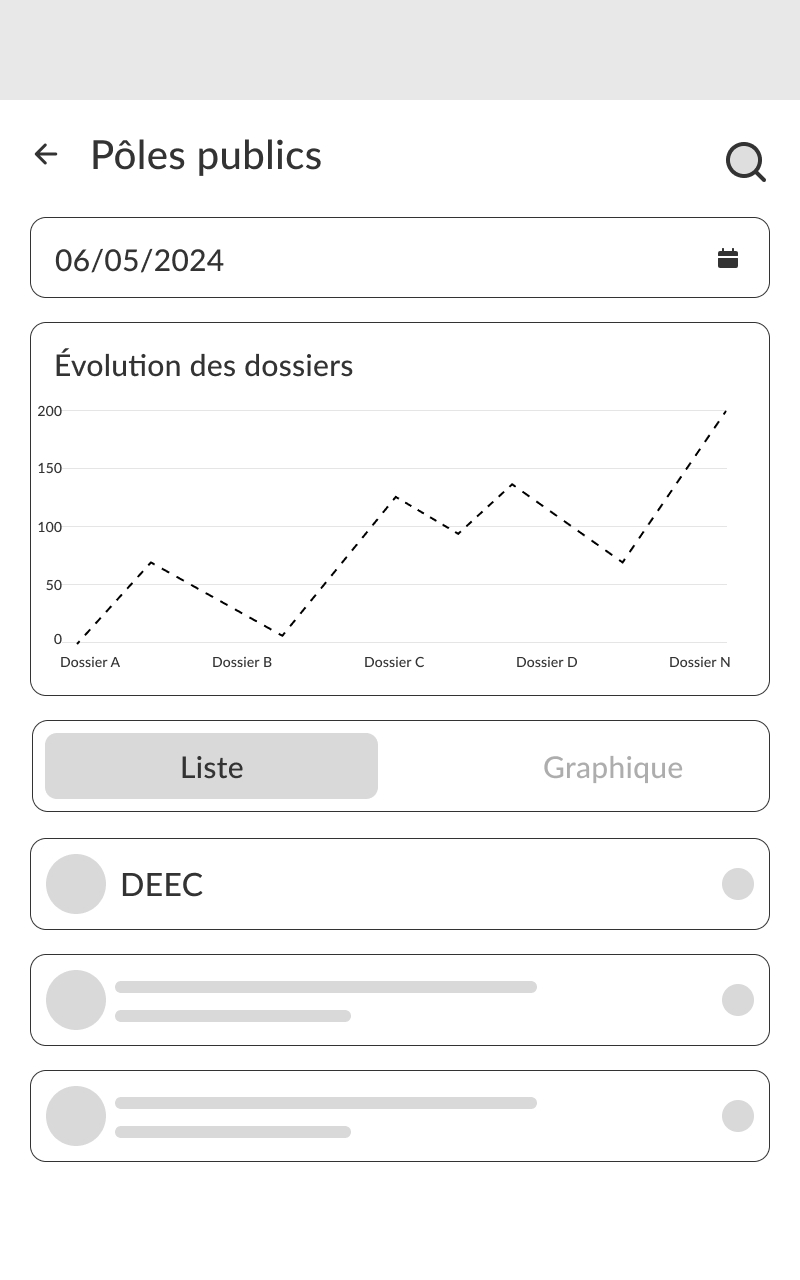 Pôles publics
06/05/2024
Évolution des dossiers
200
150
100
50
0
Dossier A Dossier B Dossier C Dossier D Dossier N
Liste Graphique
DEEC